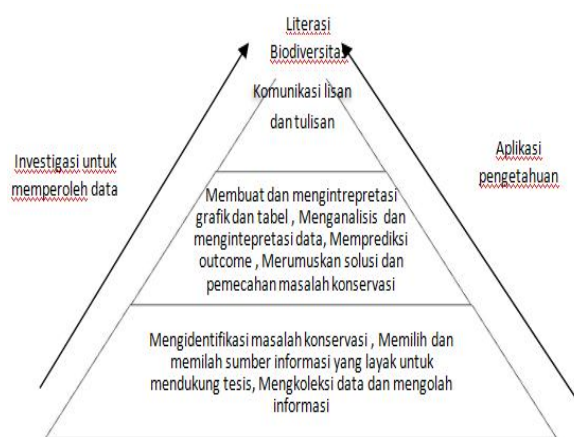 Literasi
Biodiversitas
Komunikasi lisan
dan tulisan
Investigasi untuk
memperoleh data
Aplikasi
pengetahuan
Membuat dan mengintrepretasi
grafik dan tabel , Menganalisis dan
mengintepretasi data, Memprediksi
outcome , Merumuskan solusi dan
pemecahan masalah konservasi
Mengidentifikasi masalah konservasi , Memilih dan
memilah sumber informasi yang layak untuk
mendukung tesis, Mengkoleksi data dan mengolah
informasi